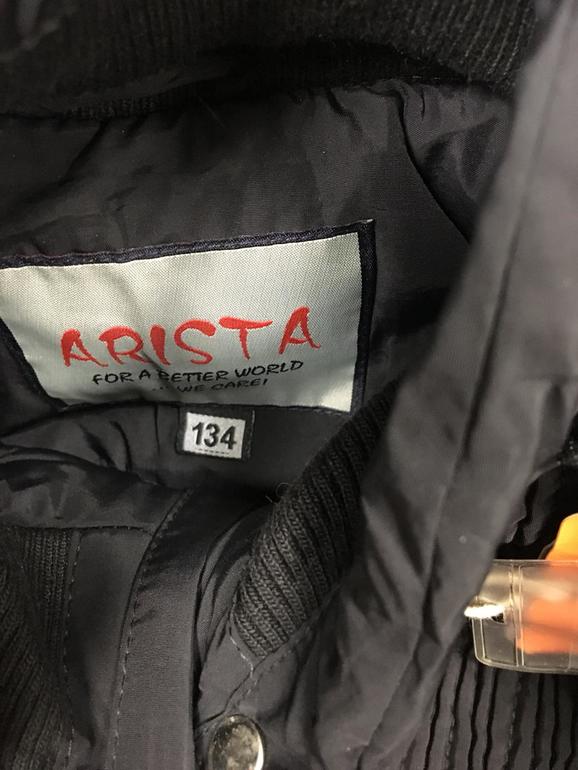 ARISTA
FOR A BETTER WORLD
... WE CARE!
134